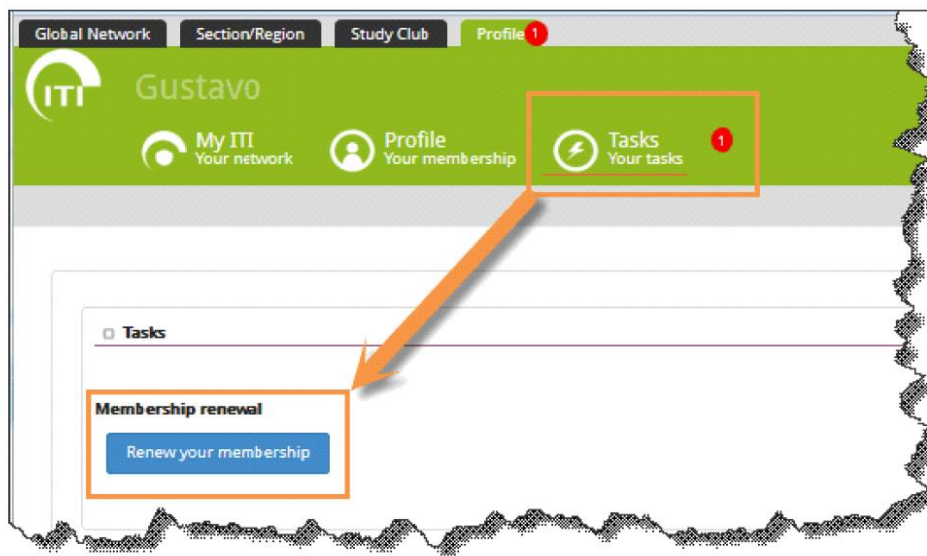 Global Network Section/Region Study Club Profile 1
ITI Gustavo
My ITI Profile Tasks 1
Your network Your membership Your tasks
Tasks
Membership renewal
Renew your membership